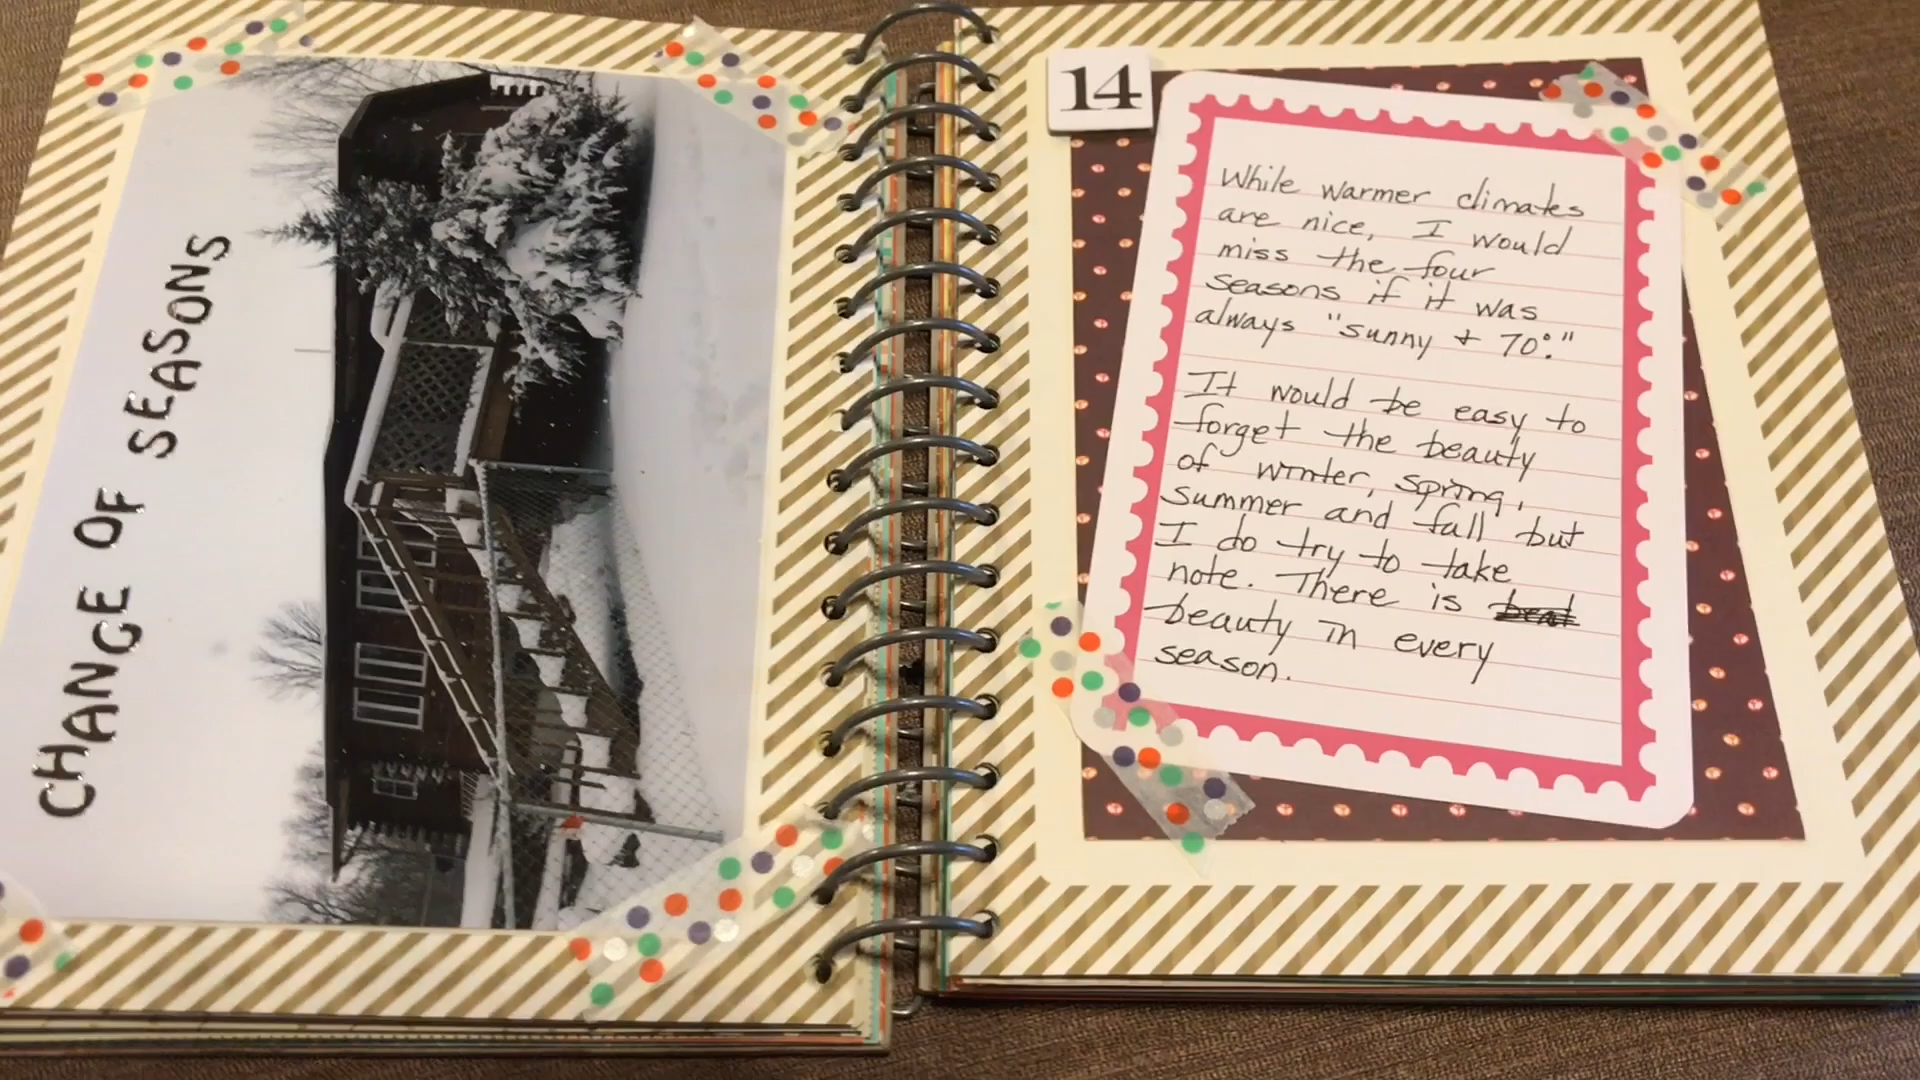 CHANGE OF SEASONS
14
While warmer climates
are nice, I would
miss the four
seasons if it was
always "sunny + 70°."
It would be easy to
forget the beauty
of winter, spring,
summer and fall but
I do try to take
note. There is beat
beauty in every
season.